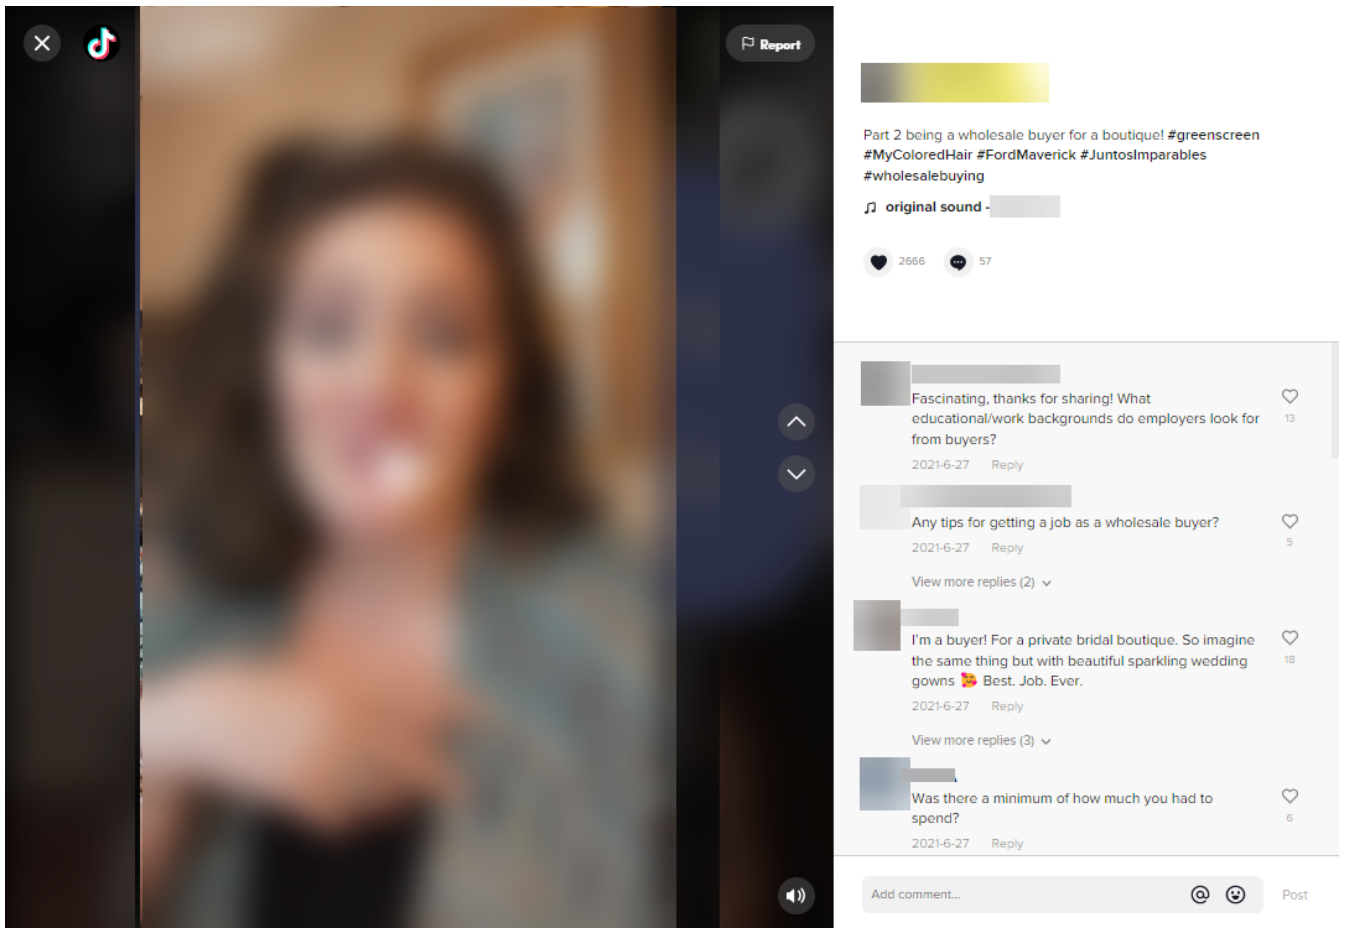 Report
Part 2 being a wholesale buyer for a boutique! #greenscreen
#MyColoredHair #FordMaverick #JuntosImparables
#wholesalebuying
original sound -
2666 57
Fascinating, thanks for sharing! What
educational/work backgrounds do employers look for
from buyers?
13
2021-6-27 Reply
Any tips for getting a job as a wholesale buyer?
5
2021-6-27 Reply
View more replies (2)
I'm a buyer! For a private bridal boutique. So imagine
the same thing but with beautiful sparkling wedding
gowns 🥰 Best. Job. Ever.
18
2021-6-27 Reply
View more replies (3)
Was there a minimum of how much you had to
spend?
6
2021-6-27 Reply
Add comment... @ Post